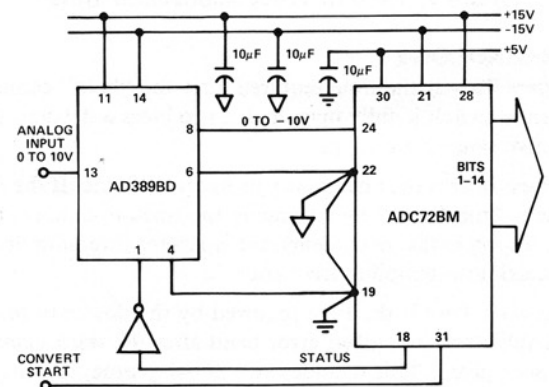 +15V
-15V
+5V
10μF
10μF
10μF
11
14
30
21
28
ANALOG
INPUT
0 TO 10V
13
8
0 TO -10V
24
6
22
AD389BD
BITS
1-14
ADC72BM
1
4
19
18
31
STATUS
CONVERT
START